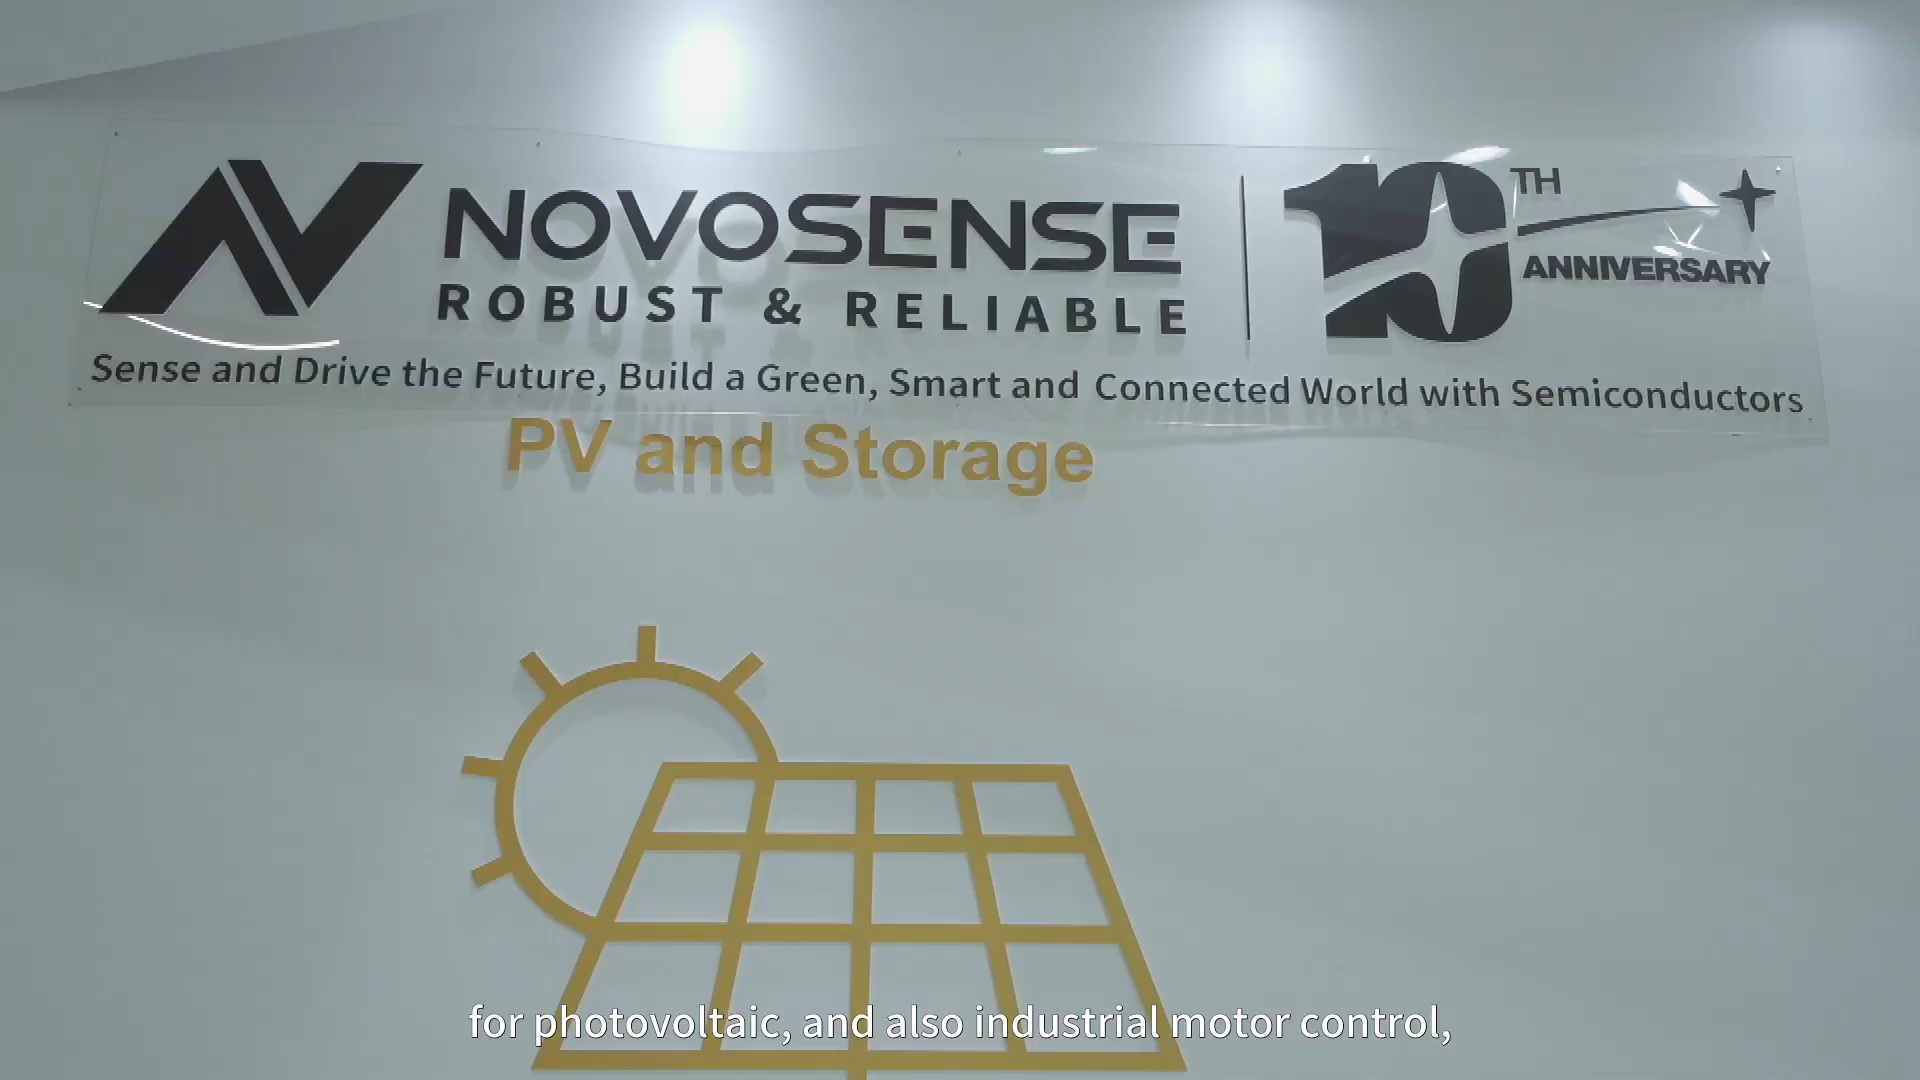 NOVOSENSE
ROBUST & RELIABLE
10TH
ANNIVERSARY
Sense and Drive the Future, Build a Green, Smart and Connected World with Semiconductors
PV and Storage
for photovoltaic, and also industrial motor control,